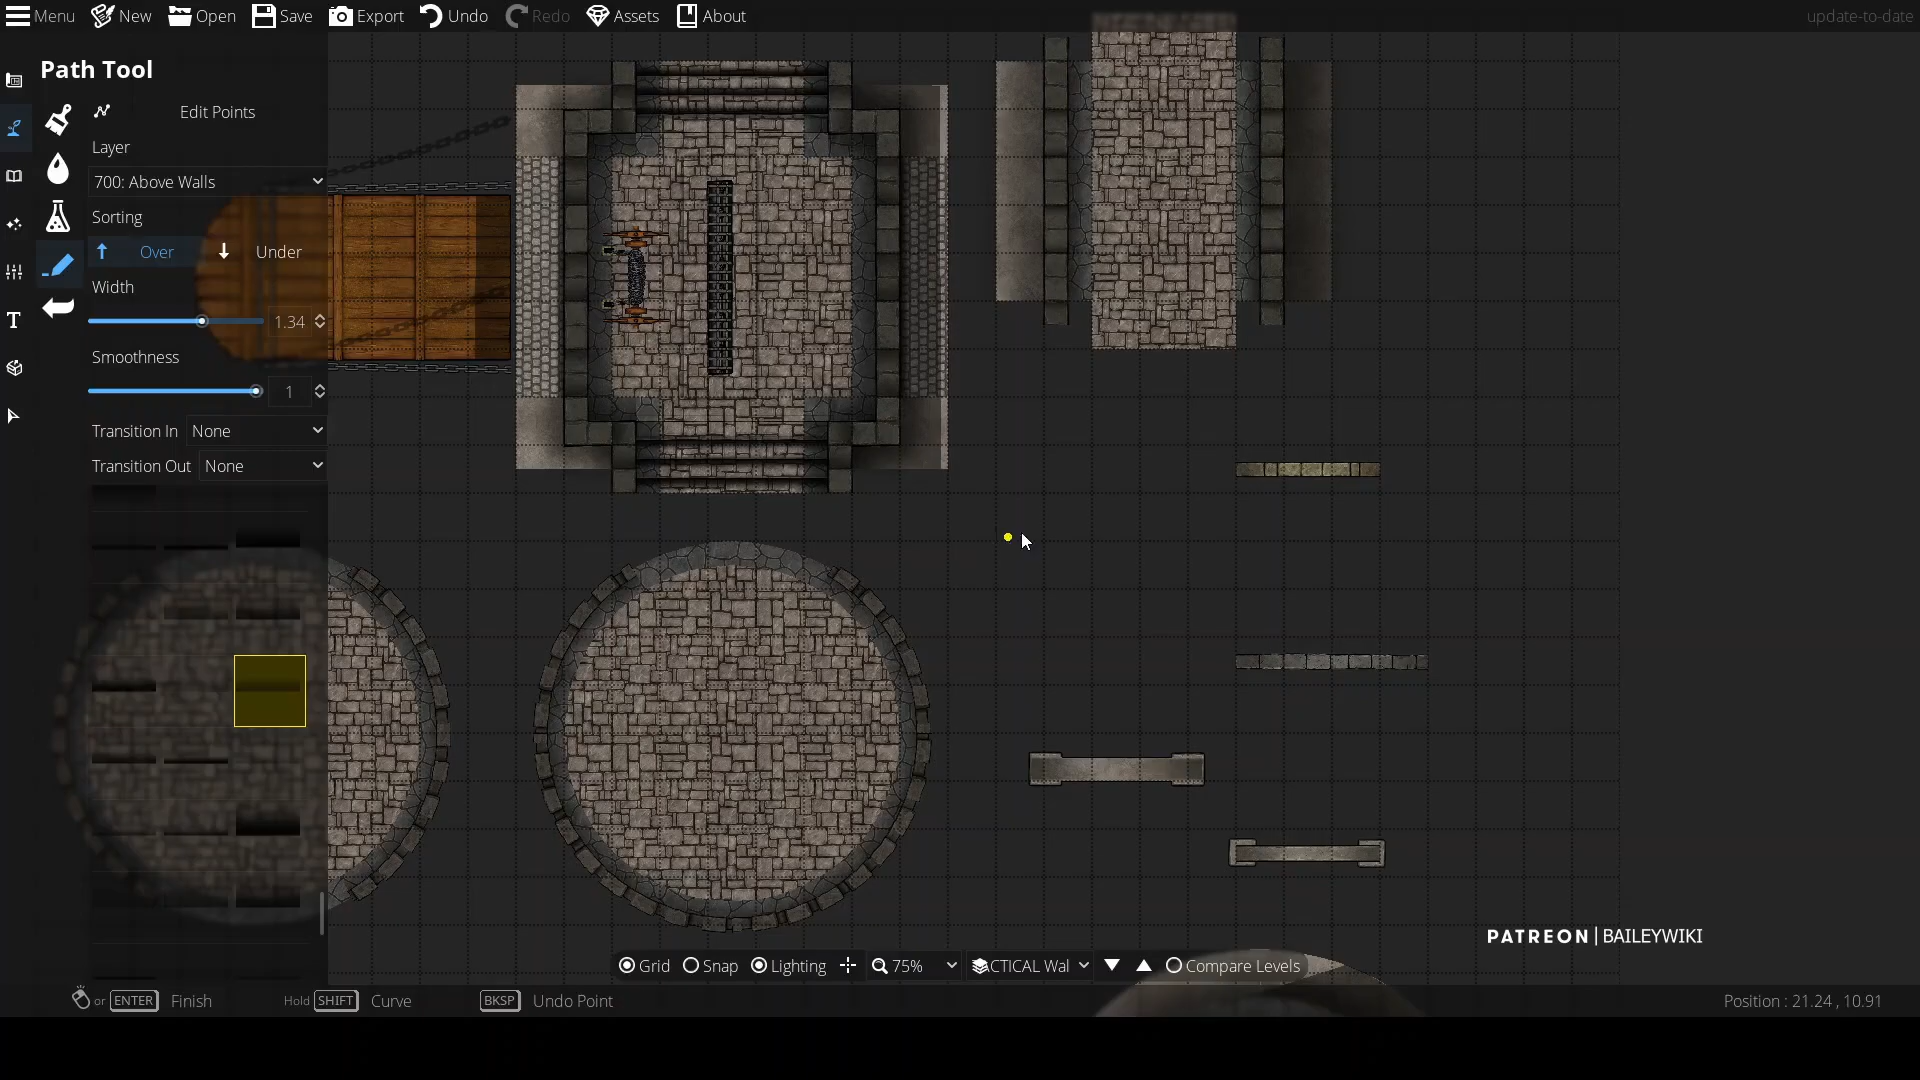 Menu New Open Save Export Undo Redo Assets About update-to-date
Path Tool
Edit Points
Layer
700: Above Walls
Sorting
Over Under
Width
1.34
Smoothness
1
Transition In None
Transition Out None
PATREON | BAILEYWIKI
Grid Snap Lighting 75% ACTICAL Wal Compare Levels
or ENTER Finish Hold SHIFT Curve BKSP Undo Point Position : 21.24 , 10.91